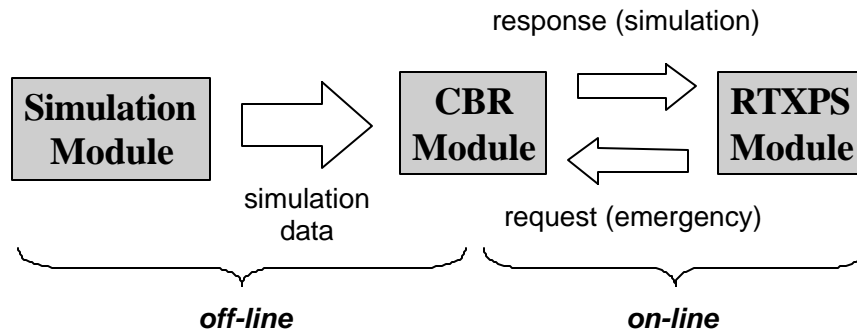 response (simulation)
Simulation
Module
CBR
Module
RTXPS
Module
simulation
data
request (emergency)
off-line
on-line